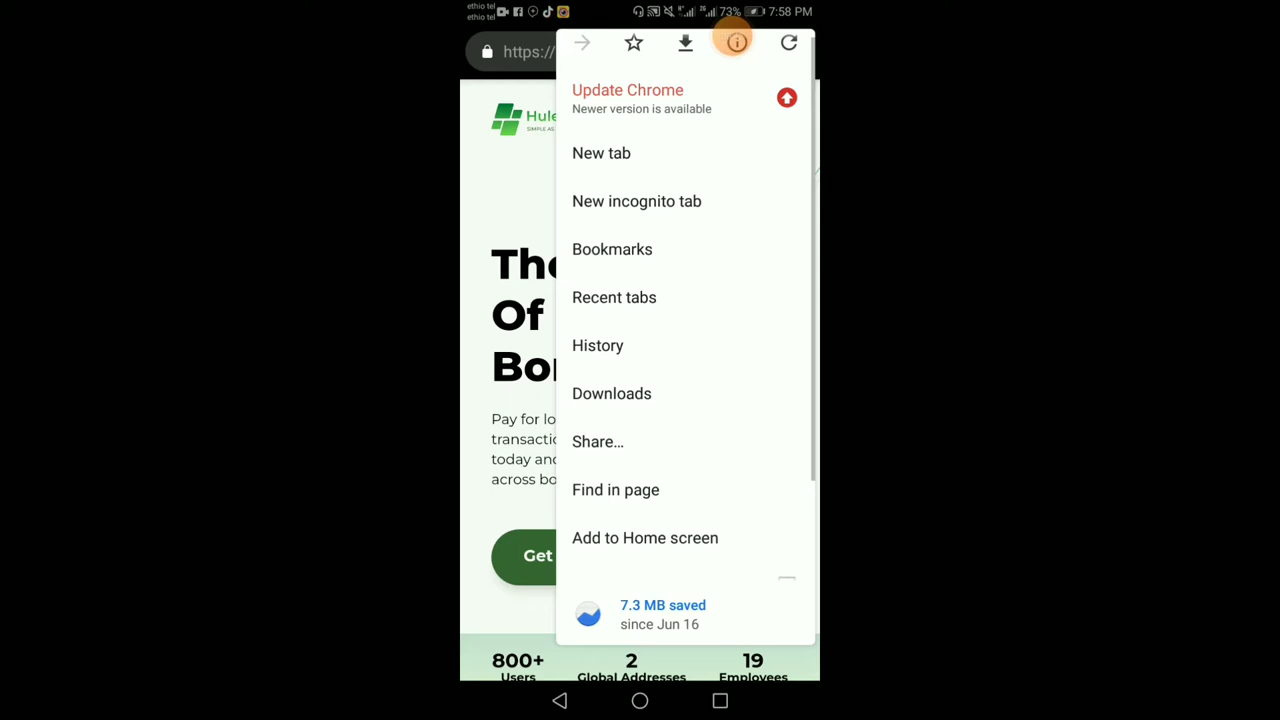 ethio tel
ethio tel
73% 7:58 PM
https://
Update Chrome
Newer version is available
Hule
SIMPLE AS
New tab
New incognito tab
Bookmarks
Recent tabs
History
Downloads
Share...
Find in page
Add to Home screen
7.3 MB saved
since Jun 16
The
Of
Bor
Pay for lo
transactio
today and
across bo
Get
800+
Users
2
Global Addresses
19
Employees